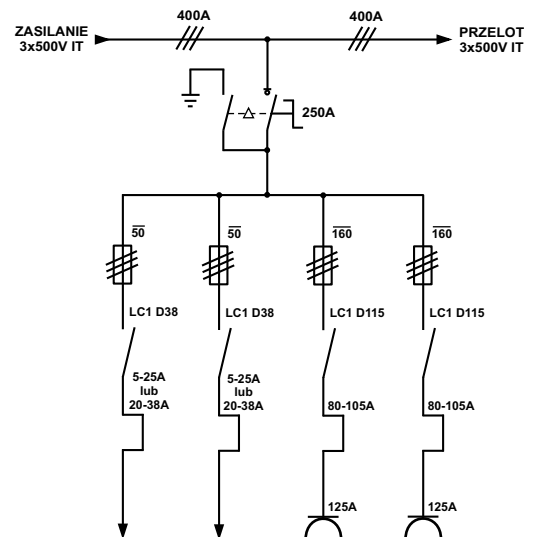 400A
400A
ZASILANIE
3x500V IT
PRZELOT
3x500V IT
250A
50
50
160
160
LC1 D38
LC1 D38
LC1 D115
LC1 D115
5-25A
lub
20-38A
5-25A
lub
20-38A
80-105A
80-105A
125A
125A